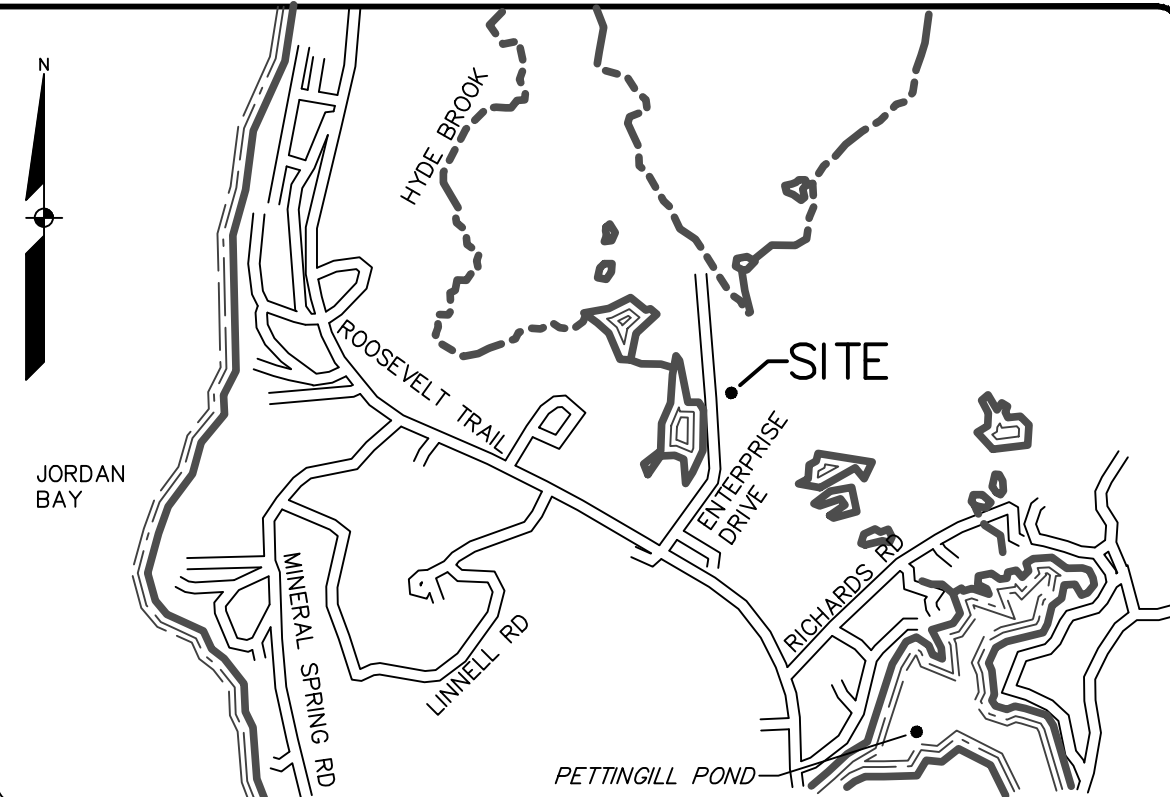 N
HYDE BROOK
ROOSEVELT TRAIL
SITE
JORDAN
BAY
ENTERPRISE
DRIVE
RICHARDS RD
MINERAL SPRING RD
LINNELL RD
PETTINGILL POND